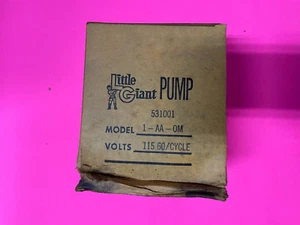 Little
Giant PUMP
531001
MODEL 1-AA-OM
VOLTS 115 60/CYCLE